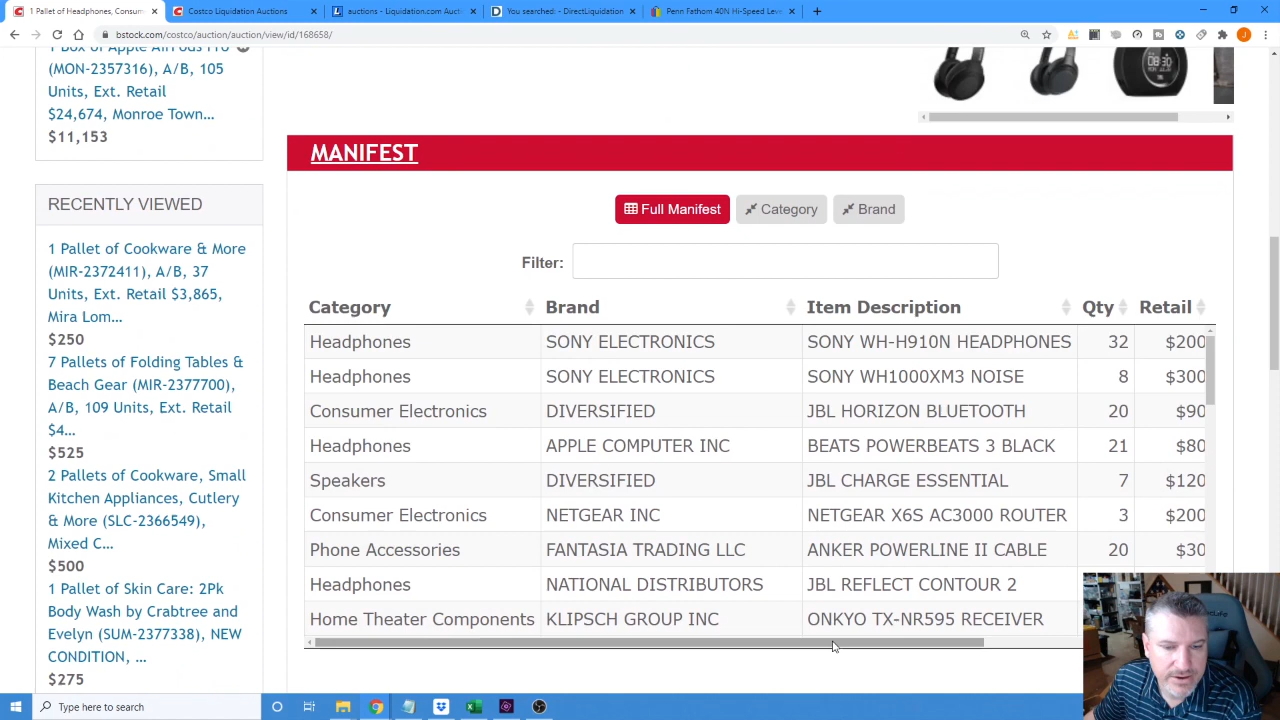 1 Pallet of Headphones, Consum
Costco Liquidation Auctions
auctions - Liquidation.com Auct
You searched: - DirectLiquidation
Penn Fathom 40N Hi-Speed Leve
bstock.com/costco/auction/auction/view/id/168658/
1 Box of Apple AirPods Pro
(MON-2357316), A/B, 105
Units, Ext. Retail
$24,674, Monroe Town...
$11,153
RECENTLY VIEWED
1 Pallet of Cookware & More
(MIR-2372411), A/B, 37
Units, Ext. Retail $3,865,
Mira Lom...
$250
7 Pallets of Folding Tables &
Beach Gear (MIR-2377700),
A/B, 109 Units, Ext. Retail
$4...
$525
2 Pallets of Cookware, Small
Kitchen Appliances, Cutlery
& More (SLC-2366549),
Mixed C...
$500
1 Pallet of Skin Care: 2Pk
Body Wash by Crabtree and
Evelyn (SUM-2377338), NEW
CONDITION, ...
$275
08:30
MANIFEST
Full Manifest Category Brand
Filter:
Category Brand Item Description Qty Retail
Headphones SONY ELECTRONICS SONY WH-H910N HEADPHONES 32 $200
Headphones SONY ELECTRONICS SONY WH1000XM3 NOISE 8 $300
Consumer Electronics DIVERSIFIED JBL HORIZON BLUETOOTH 20 $90
Headphones APPLE COMPUTER INC BEATS POWERBEATS 3 BLACK 21 $80
Speakers DIVERSIFIED JBL CHARGE ESSENTIAL 7 $120
Consumer Electronics NETGEAR INC NETGEAR X6S AC3000 ROUTER 3 $200
Phone Accessories FANTASIA TRADING LLC ANKER POWERLINE II CABLE 20 $30
Headphones NATIONAL DISTRIBUTORS JBL REFLECT CONTOUR 2
Home Theater Components KLIPSCH GROUP INC ONKYO TX-NR595 RECEIVER
Type here to search